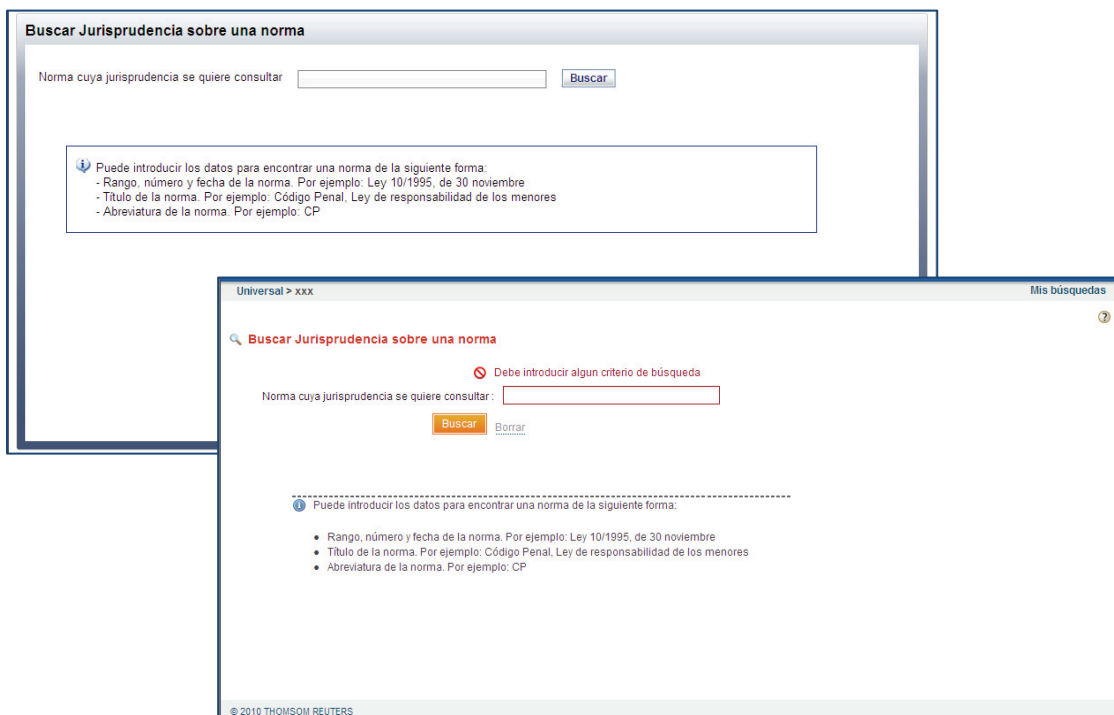 Buscar Jurisprudencia sobre una norma
Norma cuya jurisprudencia se quiere consultar Buscar
Puede introducir los datos para encontrar una norma de la siguiente forma:
- Rango, número y fecha de la norma. Por ejemplo: Ley 10/1995, de 30 noviembre
- Título de la norma. Por ejemplo: Código Penal, Ley de responsabilidad de los menores
- Abreviatura de la norma. Por ejemplo: CP
Universal > xxx Mis búsquedas
?
Buscar Jurisprudencia sobre una norma
Debe introducir algun criterio de búsqueda
Norma cuya jurisprudencia se quiere consultar :
Buscar Borrar
Puede introducir los datos para encontrar una norma de la siguiente forma:
• Rango, número y fecha de la norma. Por ejemplo: Ley 10/1995, de 30 noviembre
• Título de la norma. Por ejemplo: Código Penal, Ley de responsabilidad de los menores
• Abreviatura de la norma. Por ejemplo: CP
© 2010 THOMSOM REUTERS